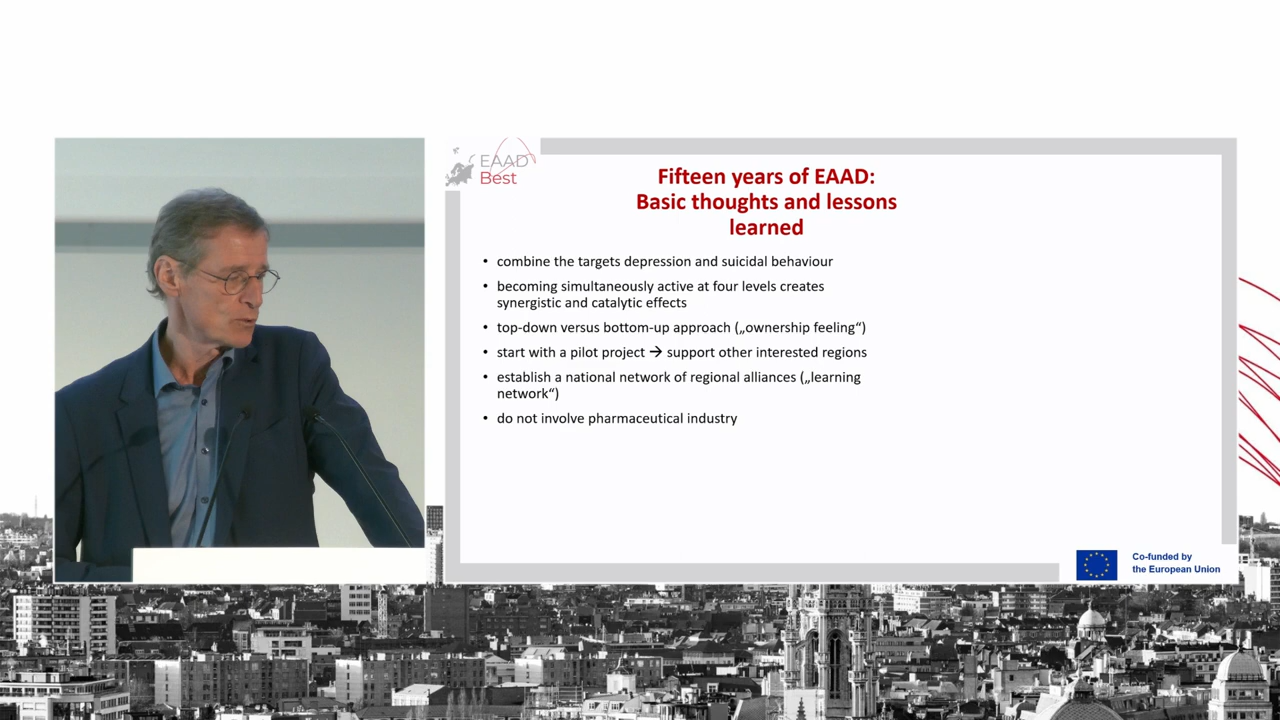 EAAD
Best
Fifteen years of EAAD:
Basic thoughts and lessons
learned
• combine the targets depression and suicidal behaviour
• becoming simultaneously active at four levels creates
synergistic and catalytic effects
• top-down versus bottom-up approach („ownership feeling“)
• start with a pilot project → support other interested regions
• establish a national network of regional alliances („learning
network“)
• do not involve pharmaceutical industry
Co-funded by
the European Union